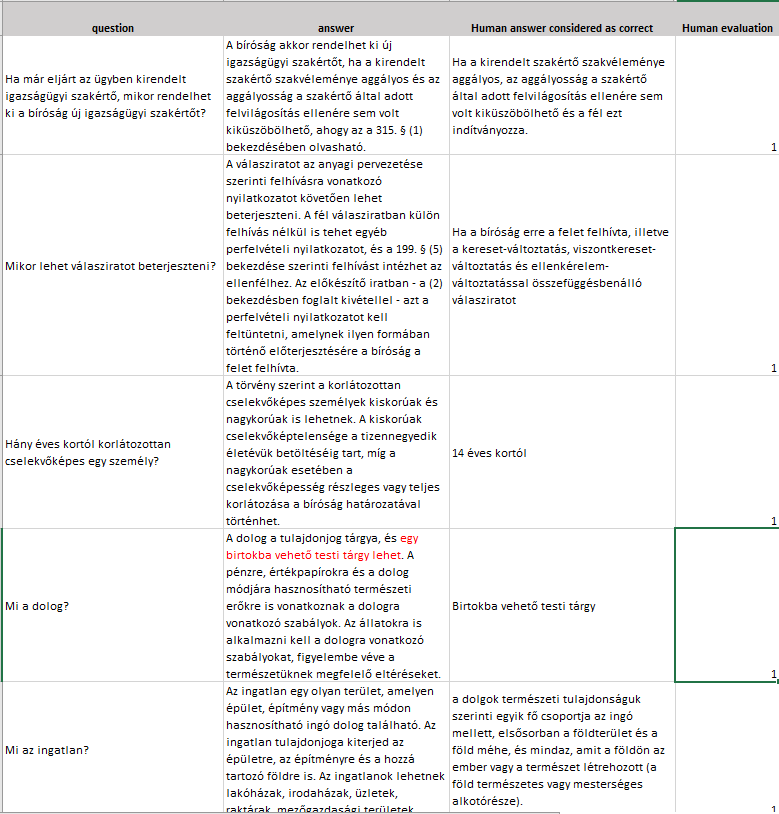 question
answer
Human answer considered as correct
Human evaluation
Ha már eljárt az ügyben kirendelt
igazságügyi szakértő, mikor rendelhet
ki a bíróság új igazságügyi szakértőt?
A bíróság akkor rendelhet ki új
igazságügyi szakértőt, ha a kirendelt
szakértő szakvéleménye aggályos és az
aggályosság a szakértő által adott
felvilágosítás ellenére sem volt
kiküszöbölhető, ahogy az a 315. § (1)
bekezdésében olvasható.
Ha a kirendelt szakértő szakvéleménye
aggályos, az aggályosság a szakértő
által adott felvilágosítás ellenére sem
volt kiküszöbölhető és a fél ezt
indítványozza.
1
Mikor lehet válasziratot beterjeszteni?
A válasziratot az anyagi pervezetése
szerinti felhívásra vonatkozó
nyilatkozatot követően lehet
beterjeszteni. A fél válasziratban külön
felhívás nélkül is tehet egyéb
perfelvételi nyilatkozatot, és a 199. § (5)
bekezdése szerinti felhívást intézhet az
ellenfélhez. Az előkészítő iratban - a (2)
bekezdésben foglalt kivétellel - azt a
perfelvételi nyilatkozatot kell
feltüntetni, amelynek ilyen formában
történő előterjesztésére a bíróság a
felet felhívta.
Ha a bíróság erre a felet felhívta, illetve
a kereset-változtatás, viszontkereset-
változtatás és ellenkérelem-
változtatással összefüggésbenálló
válasziratot
1
Hány éves kortól korlátozottan
cselekvőképes egy személy?
A törvény szerint a korlátozottan
cselekvőképes személyek kiskorúak és
nagykorúak is lehetnek. A kiskorúak
cselekvőképtelensége a tizennegyedik
életévük betöltéséig tart, míg a
nagykorúak esetében a
cselekvőképesség részleges vagy teljes
korlátozása a bíróság határozatával
történhet.
14 éves kortól
1
Mi a dolog?
A dolog a tulajdonjog tárgya, és egy
birtokba vehető testi tárgy lehet. A
pénzre, értékpapírokra és a dolog
módjára hasznosítható természeti
erőkre is vonatkoznak a dologra
vonatkozó szabályok. Az állatokra is
alkalmazni kell a dologra vonatkozó
szabályokat, figyelembe véve a
természetüknek megfelelő eltéréseket.
Birtokba vehető testi tárgy
1
Mi az ingatlan?
Az ingatlan egy olyan terület, amelyen
épület, építmény vagy más módon
hasznosítható ingó dolog található. Az
ingatlan tulajdonjoga kiterjed az
épületre, az építményre és a hozzá
tartozó földre is. Az ingatlanok lehetnek
lakóházak, irodaházak, üzletek,
raktárak, mezőgazdasági területek
a dolgok természeti tulajdonságuk
szerinti egyik fő csoportja az ingó
mellett, elsősorban a földterület és a
föld méhe, és mindaz, amit a földön az
ember vagy a természet létrehozott (a
föld természetes vagy mesterséges
alkotórésze).
1